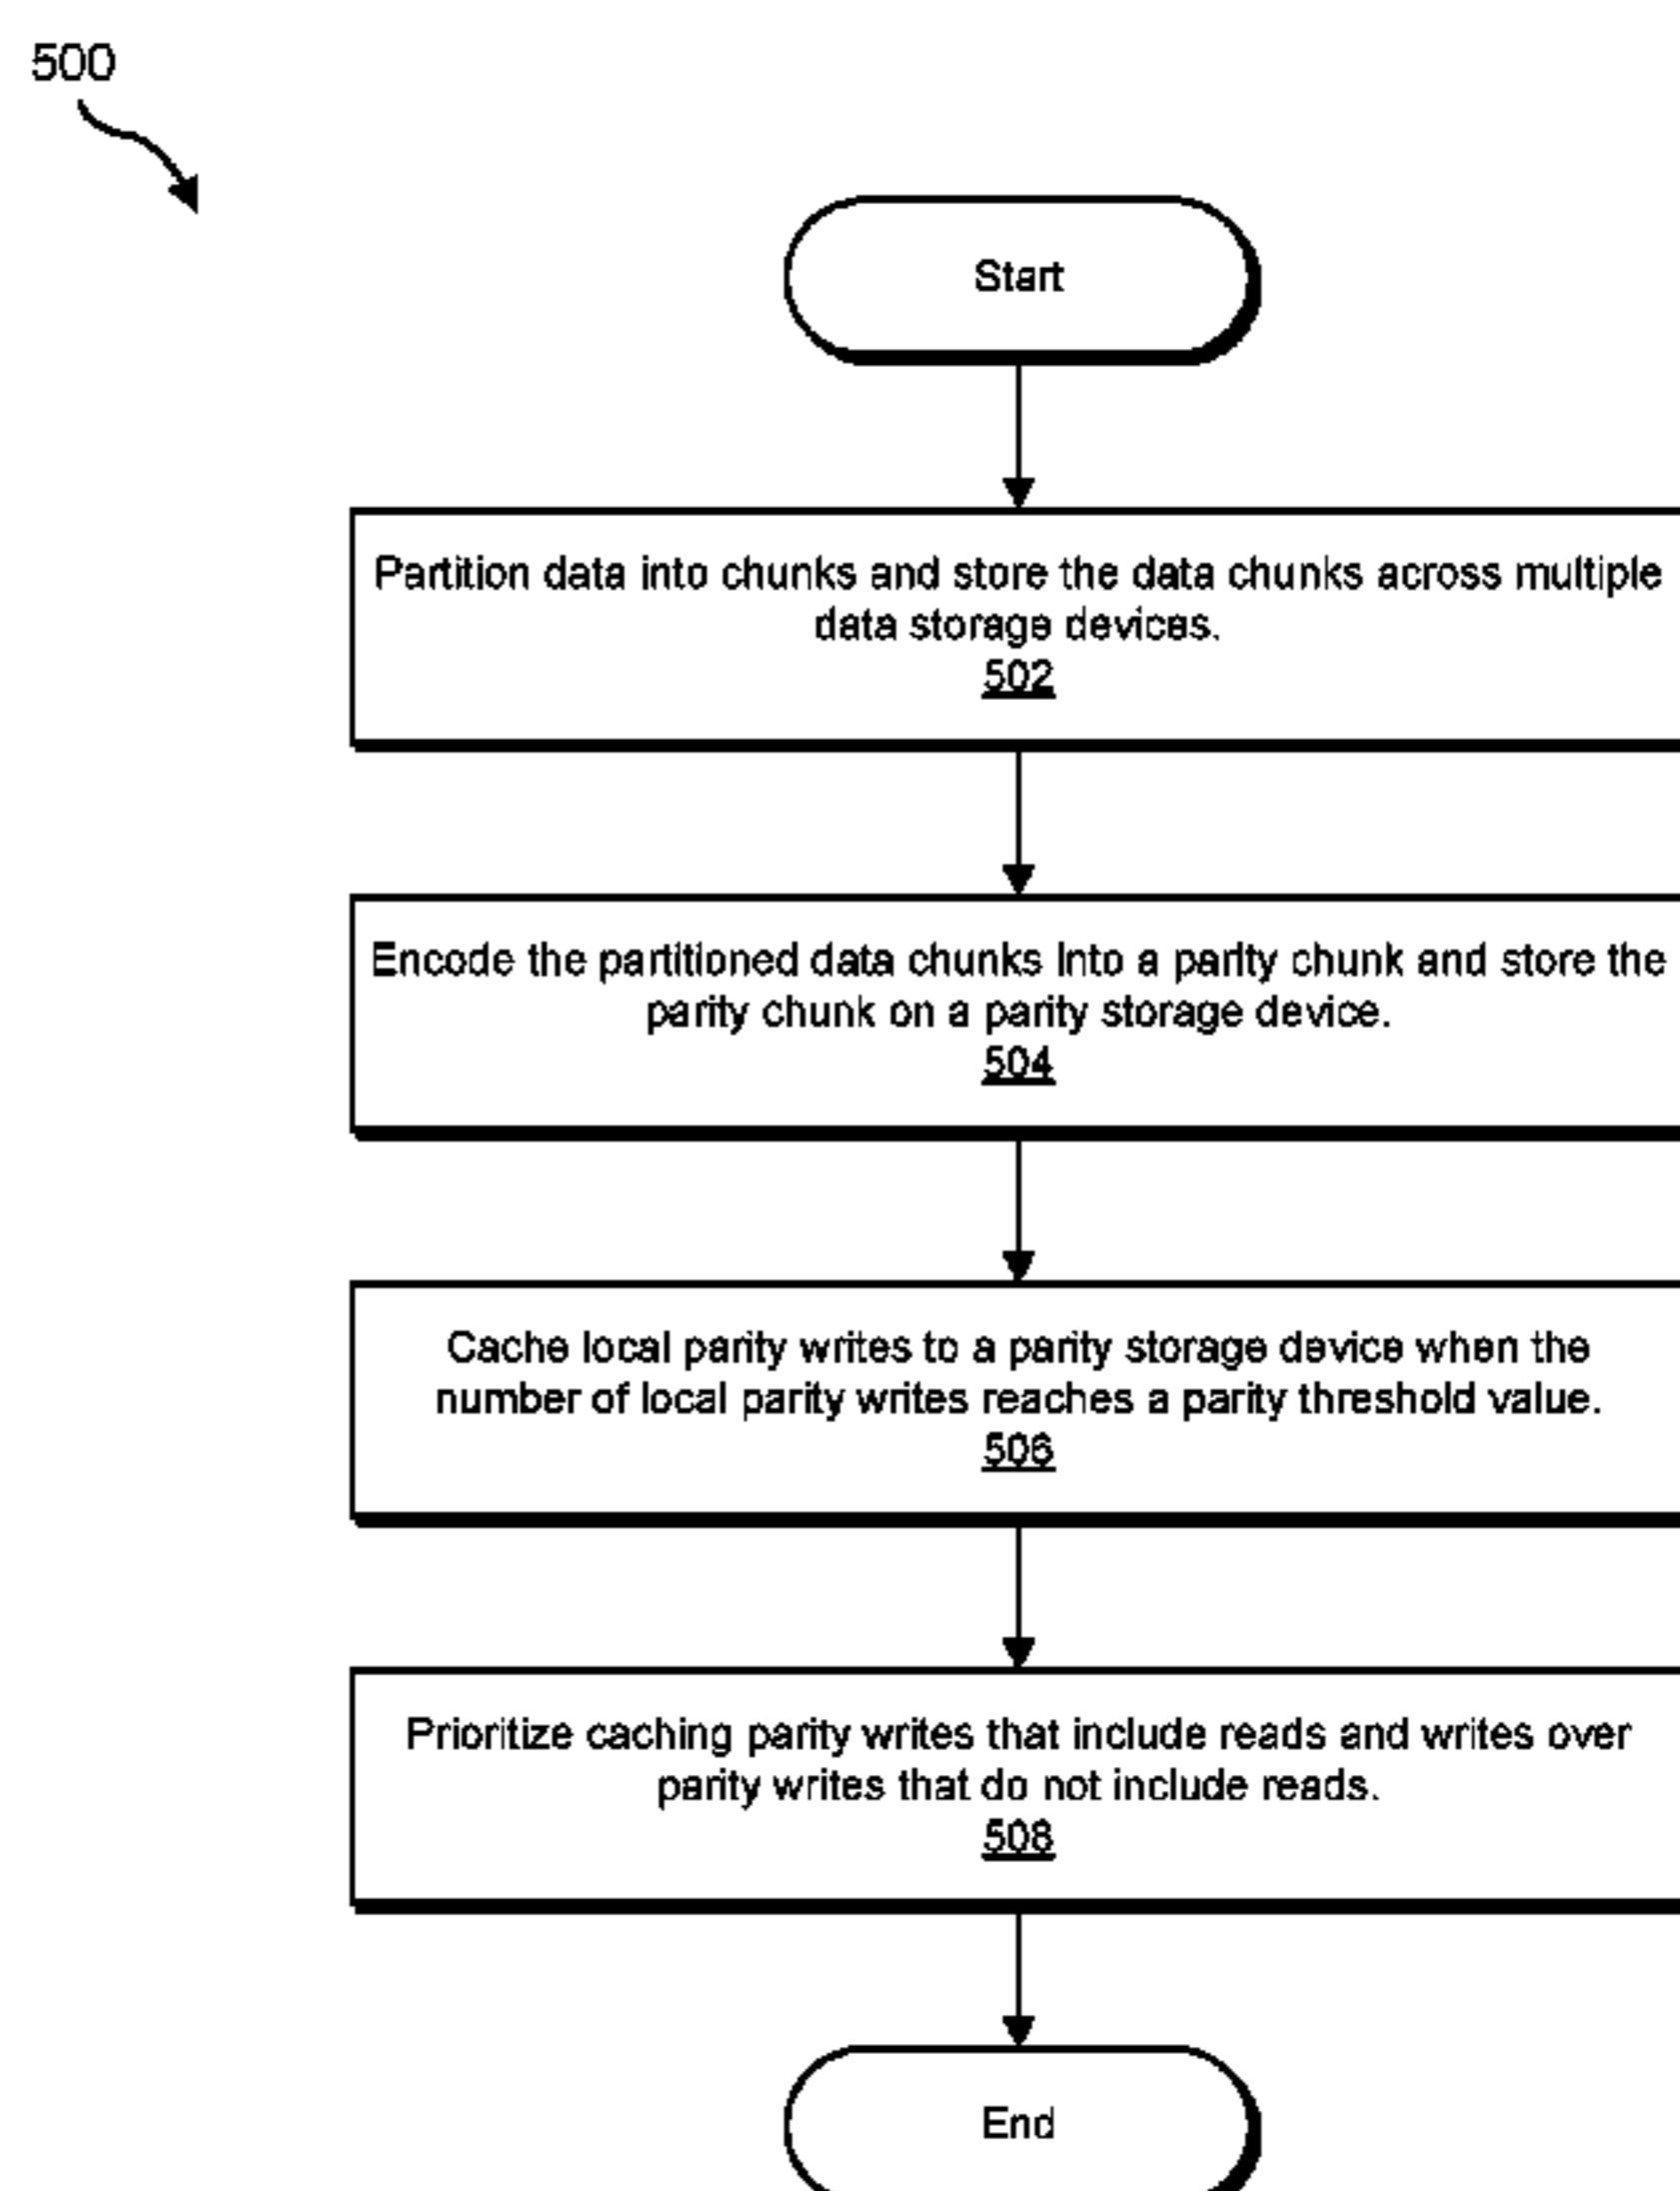 500
Start
Partition data into chunks and store the data chunks across multiple
data storage devices.
502
Encode the partitioned data chunks into a parity chunk and store the
parity chunk on a parity storage device.
504
Cache local parity writes to a parity storage device when the
number of local parity writes reaches a parity threshold value.
506
Prioritize caching parity writes that include reads and writes over
parity writes that do not include reads.
508
End